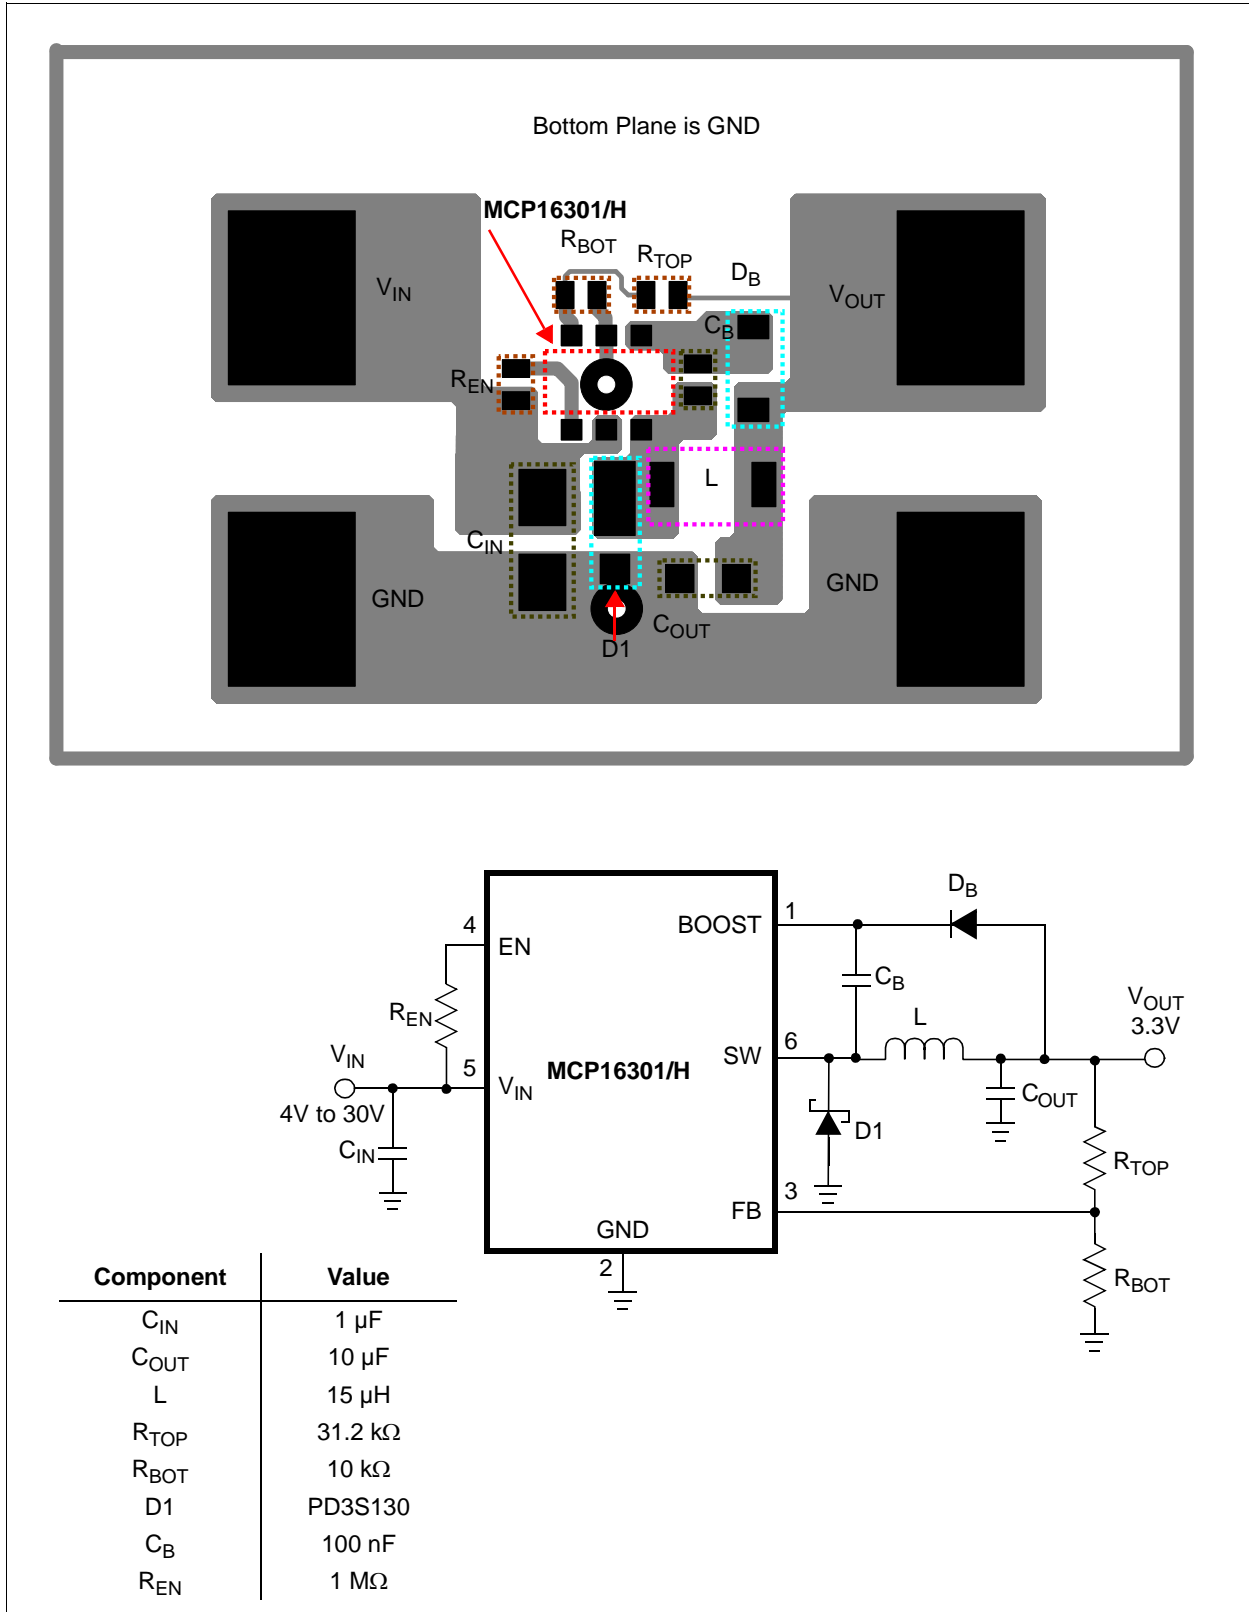 Bottom Plane is GND
MCP16301/H
RBOT
RTOP
DB
VIN
VOUT
CB
REN
L
CIN
GND
GND
COUT
D1
DB
1
BOOST
4
EN
CB
REN
VOUT
3.3V
L
6
SW
VIN
5
VIN
MCP16301/H
4V to 30V
COUT
D1
CIN
RTOP
3
FB
GND
2
RBOT
Component Value
CIN 1 µF
COUT 10 µF
L 15 µH
RTOP 31.2 kΩ
RBOT 10 kΩ
D1 PD3S130
CB 100 nF
REN 1 MΩ